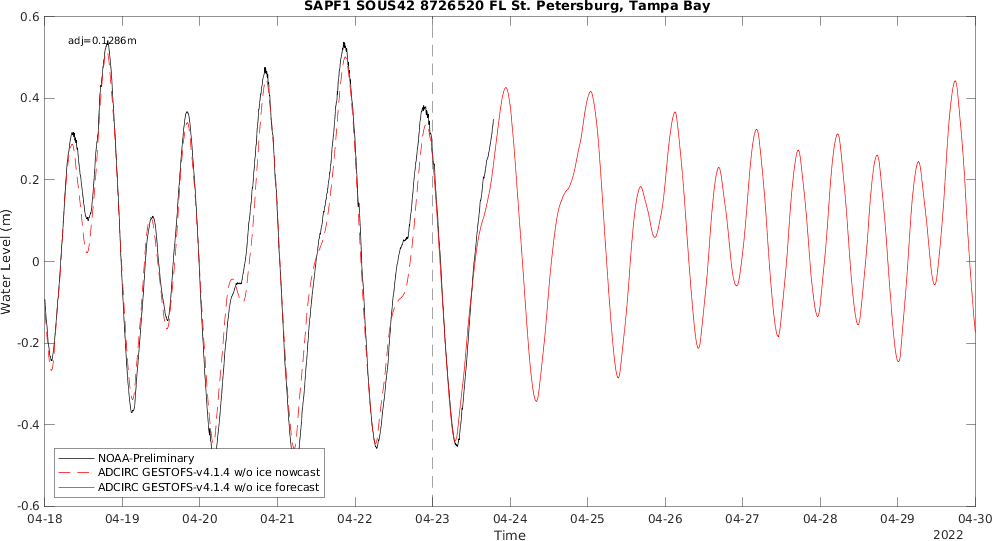 SAPF1 SOUS42 8726520 FL St. Petersburg, Tampa Bay
adj=0.1286m
0.6
0.4
0.2
0
-0.2
-0.4
-0.6
Water Level (m)
NOAA-Preliminary
ADCIRC GESTOFS-v4.1.4 w/o ice nowcast
ADCIRC GESTOFS-v4.1.4 w/o ice forecast
04-18 04-19 04-20 04-21 04-22 04-23 04-24 04-25 04-26 04-27 04-28 04-29 04-30
Time
2022